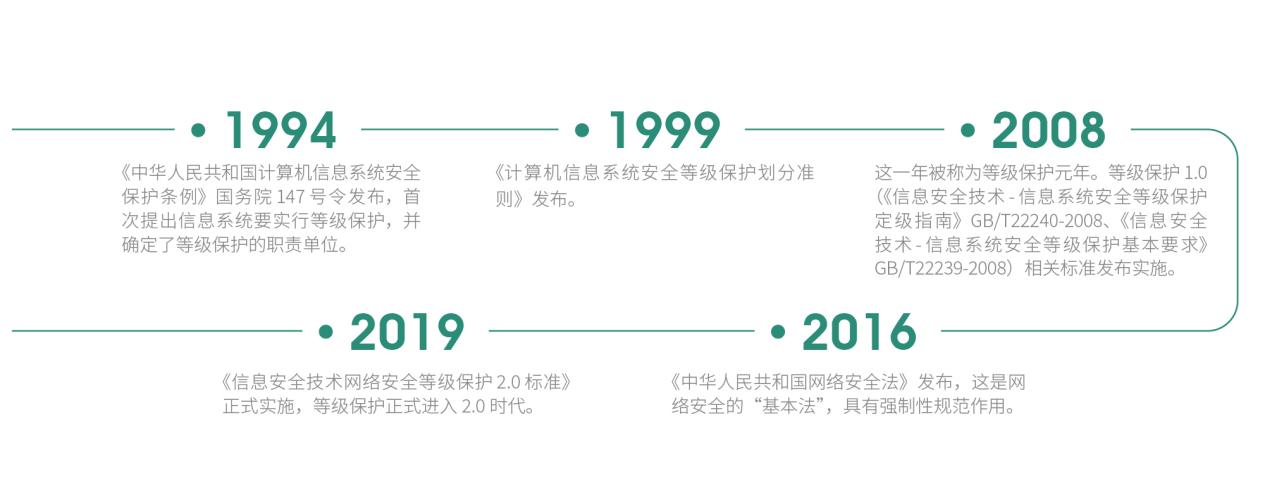 • 1994
《中华人民共和国计算机信息系统安全
保护条例》国务院 147 号令发布，首
次提出信息系统要实行等级保护，并
确定了等级保护的职责单位。
• 1999
《计算机信息系统安全等级保护划分准
则》发布。
• 2008
这一年被称为等级保护元年。等级保护 1.0
（《信息安全技术 - 信息系统安全等级保护
定级指南》GB/T22240-2008、《信息安全
技术 - 信息系统安全等级保护基本要求》
GB/T22239-2008）相关标准发布实施。
• 2019
《信息安全技术网络安全等级保护 2.0 标准》
正式实施，等级保护正式进入 2.0 时代。
• 2016
《中华人民共和国网络安全法》发布，这是网
络安全的“基本法”，具有强制性规范作用。